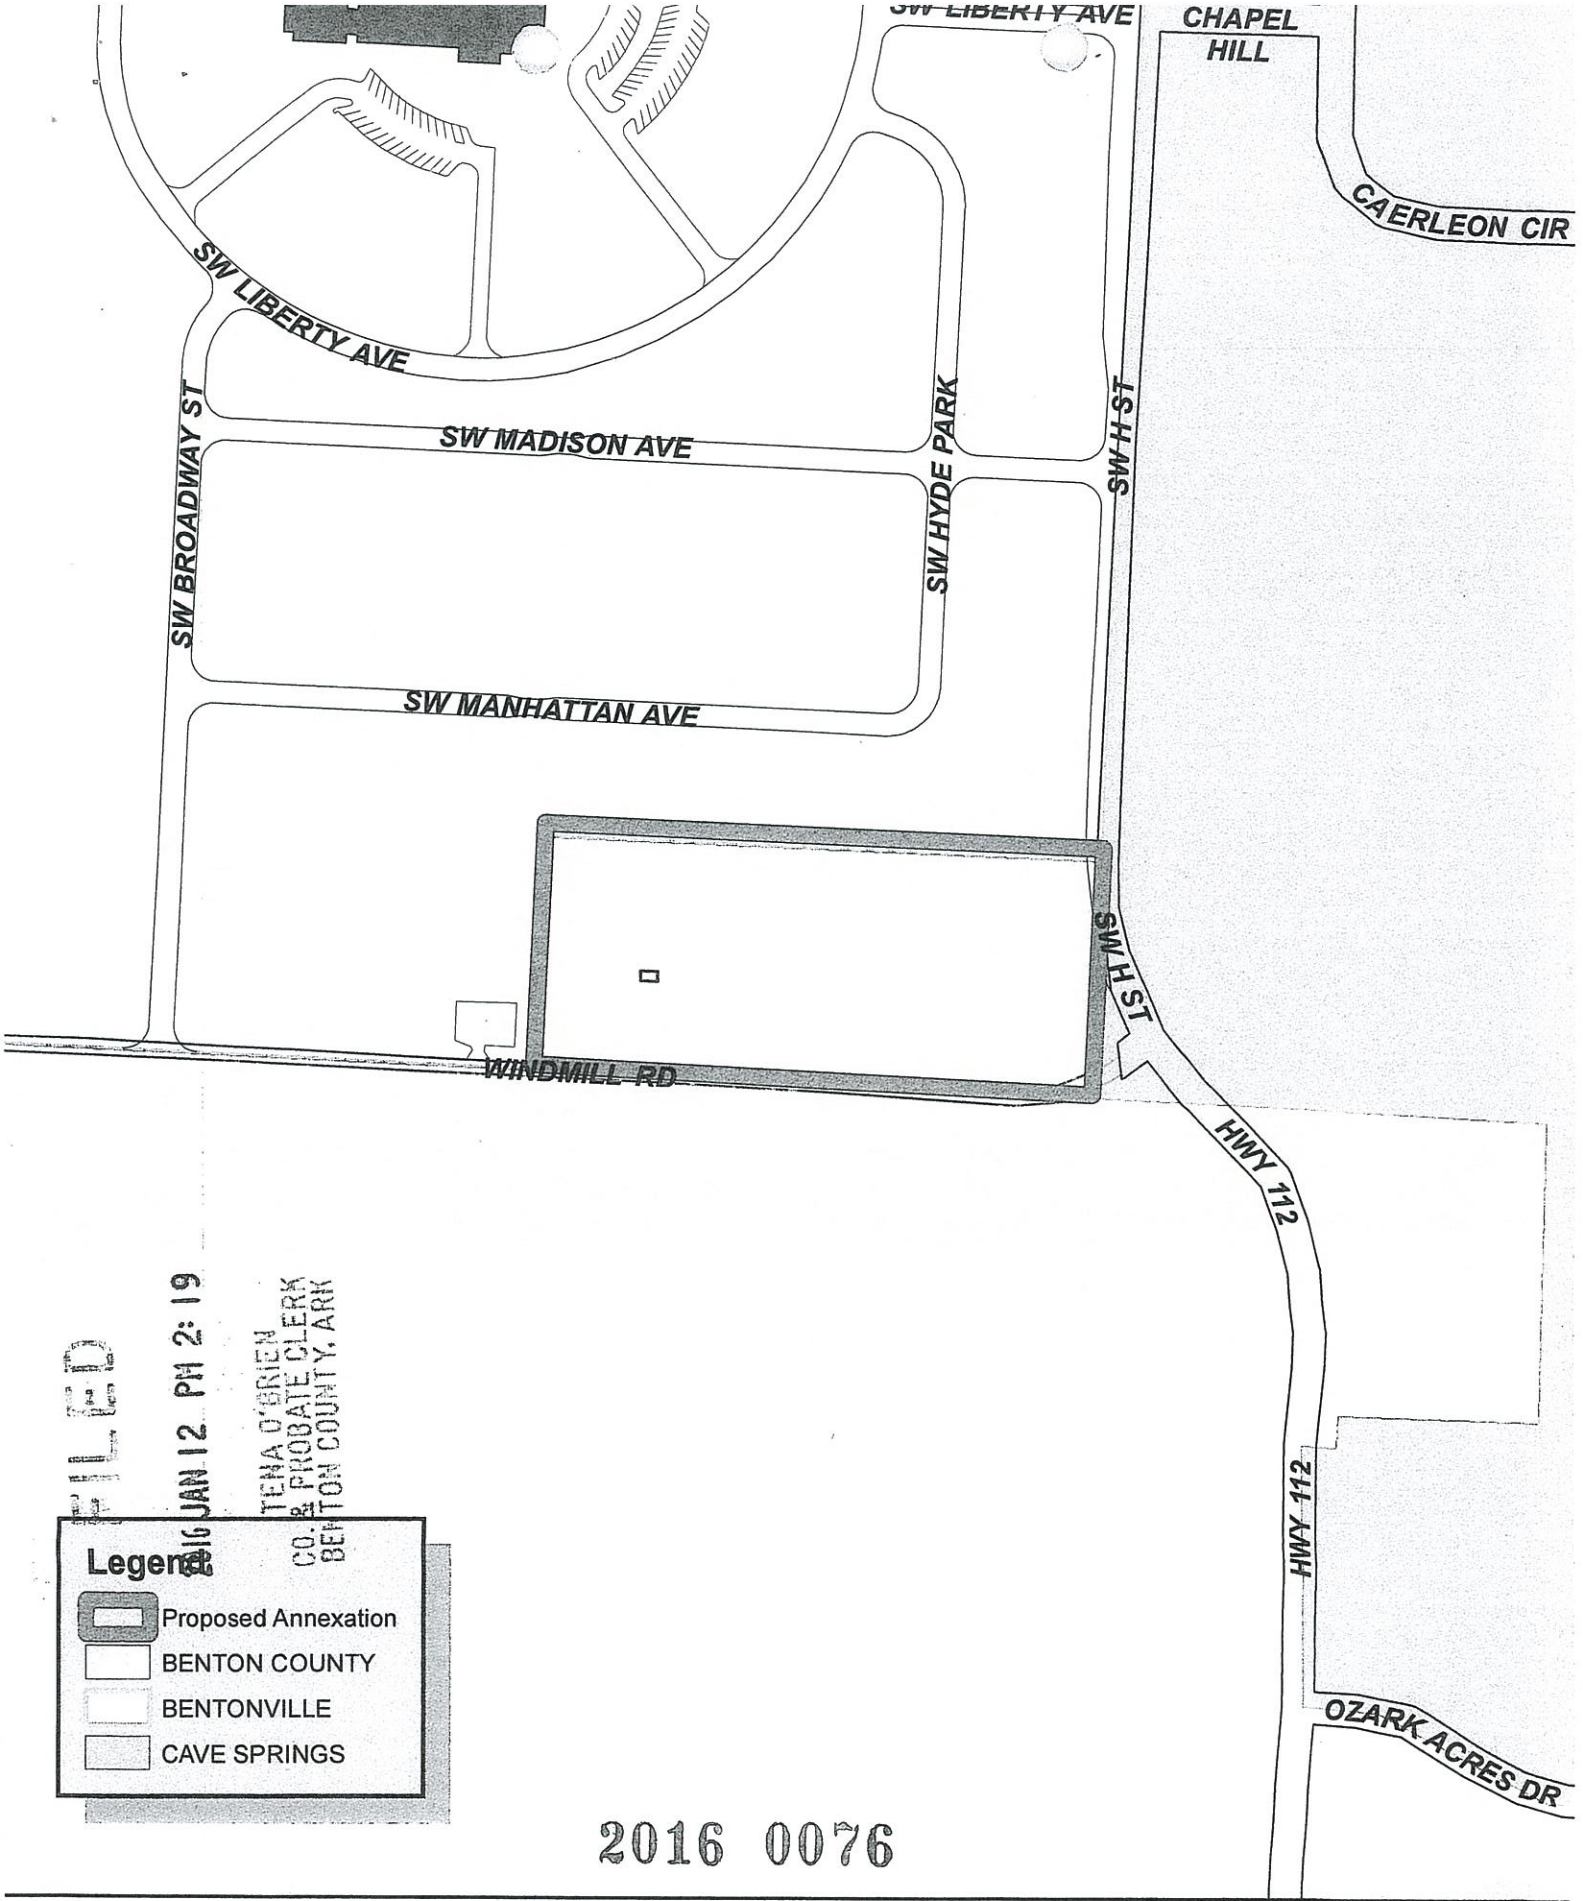 SW LIBERTY AVE
CHAPEL
HILL
CAERLEON CIR
SW LIBERTY AVE
SW BROADWAY ST
SW MADISON AVE
SW HYDE PARK
SW H ST
SW MANHATTAN AVE
SW H ST
WINDMILL RD
HWY 112
HWY 112
OZARK ACRES DR
FILED
2016 JAN 12 PM 2:19
TENA O'BRIEN
CO. & PROBATE CLERK
BENTON COUNTY, ARK
Legend
Proposed Annexation
BENTON COUNTY
BENTONVILLE
CAVE SPRINGS
2016 0076